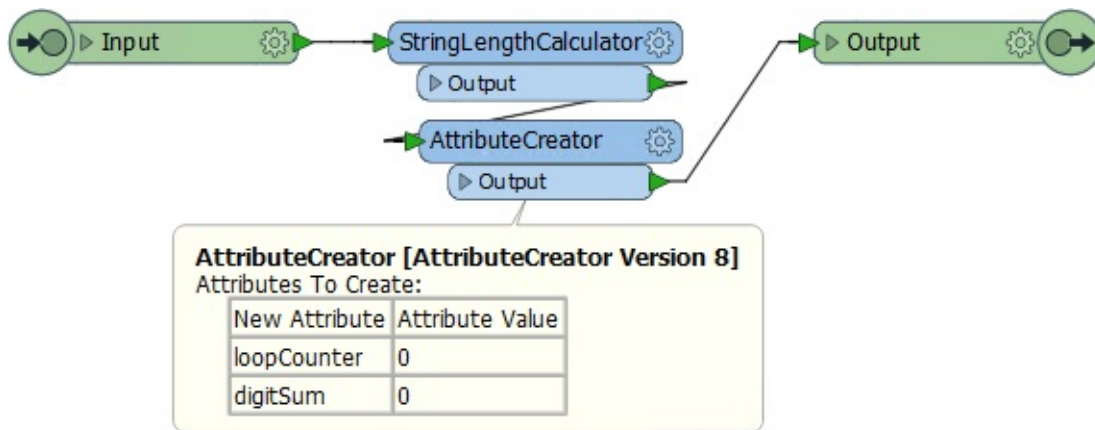 Input
StringLengthCalculator
Output
Output
AttributeCreator
Output
AttributeCreator [AttributeCreator Version 8]
Attributes To Create:
New Attribute Attribute Value
loopCounter 0
digitSum 0